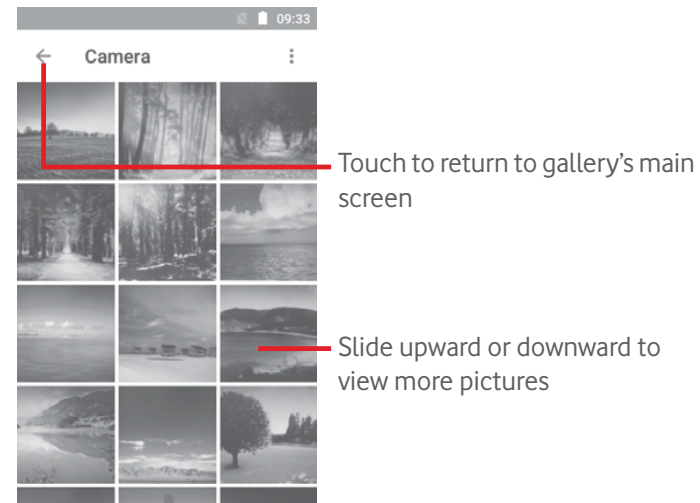 09:33
Camera
Touch to return to gallery's main
screen
Slide upward or downward to
view more pictures